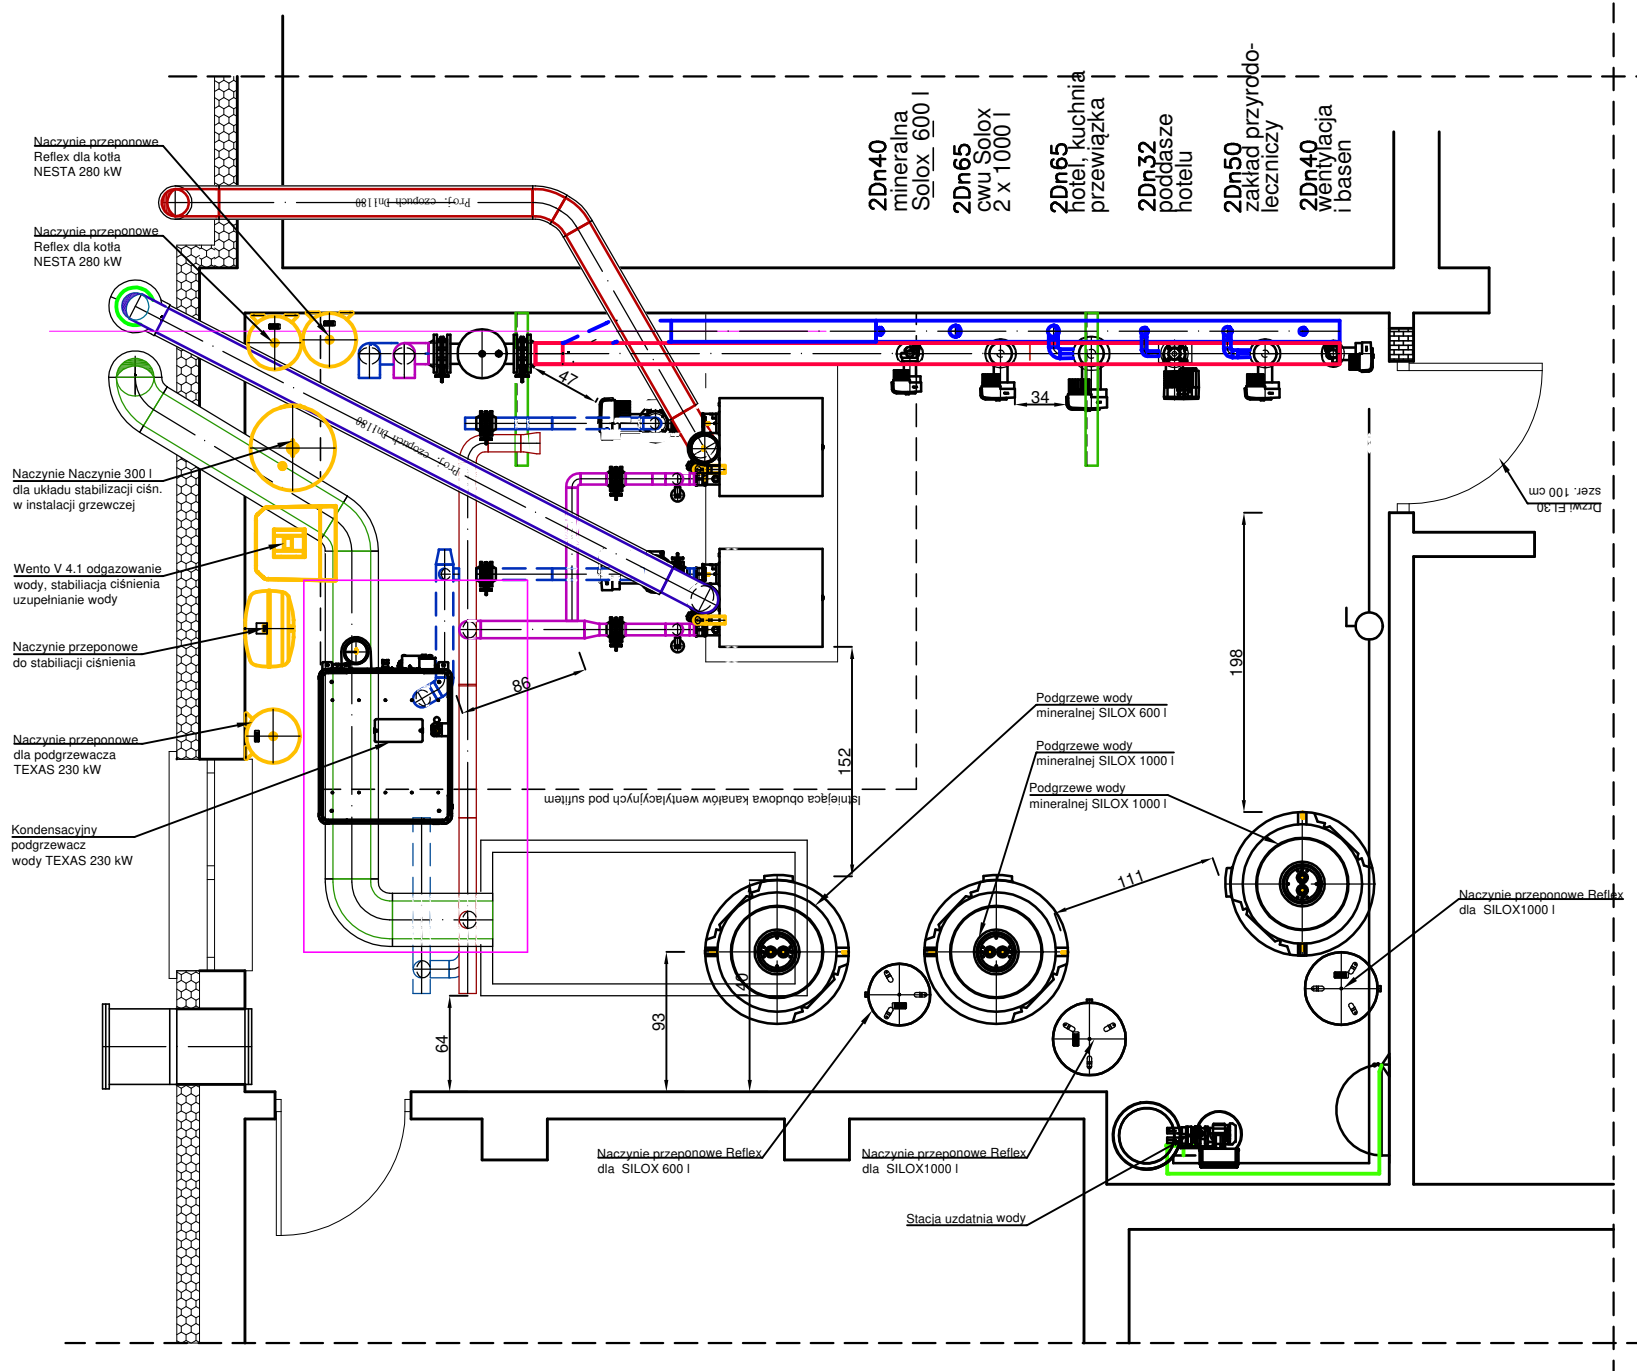 2Dn40
mineralna
Solox  600 l
2Dn65
cwu Solox
2 x 1000 l
2Dn65
hotel, kuchnia
przewiązka
2Dn32
poddasze
hotelu
2Dn50
zakład przyrodo-
leczniczy
2Dn40
wentylacja
i basen
Naczynie przeponowe
Reflex dla kotła
NESTA 280 kW
Proj. czopuch Dn1180
Naczynie przeponowe
Reflex dla kotła
NESTA 280 kW
47
34
Proj. czopuch Dn1180
Naczynie Naczynie 300 l
dla układu stabilizacji ciśn.
w instalacji grzewczej
Drzwi EI 30
szer. 100 cm
Wento V 4.1 odgazowanie
wody, stabiliacja ciśnienia
uzupełnianie wody
Naczynie przeponowe
do stabiliacji ciśnienia
86
198
Podgrzewe wody
mineralnej SILOX 600 l
Naczynie przeponowe
dla podgrzewacza
TEXAS 230 kW
Podgrzewe wody
mineralnej SILOX 1000 l
152
Podgrzewe wody
mineralnej SILOX 1000 l
Istniejąca obudowa kanałów wentylacyjnych pod sufitem
Kondensacyjny
podgrzewacz
wody TEXAS 230 kW
111
Naczynie przeponowe Reflex
dla  SILOX1000 l
40
93
64
Naczynie przeponowe Reflex
dla  SILOX 600 l
Naczynie przeponowe Reflex
dla  SILOX1000 l
Stacja uzdatnia wody